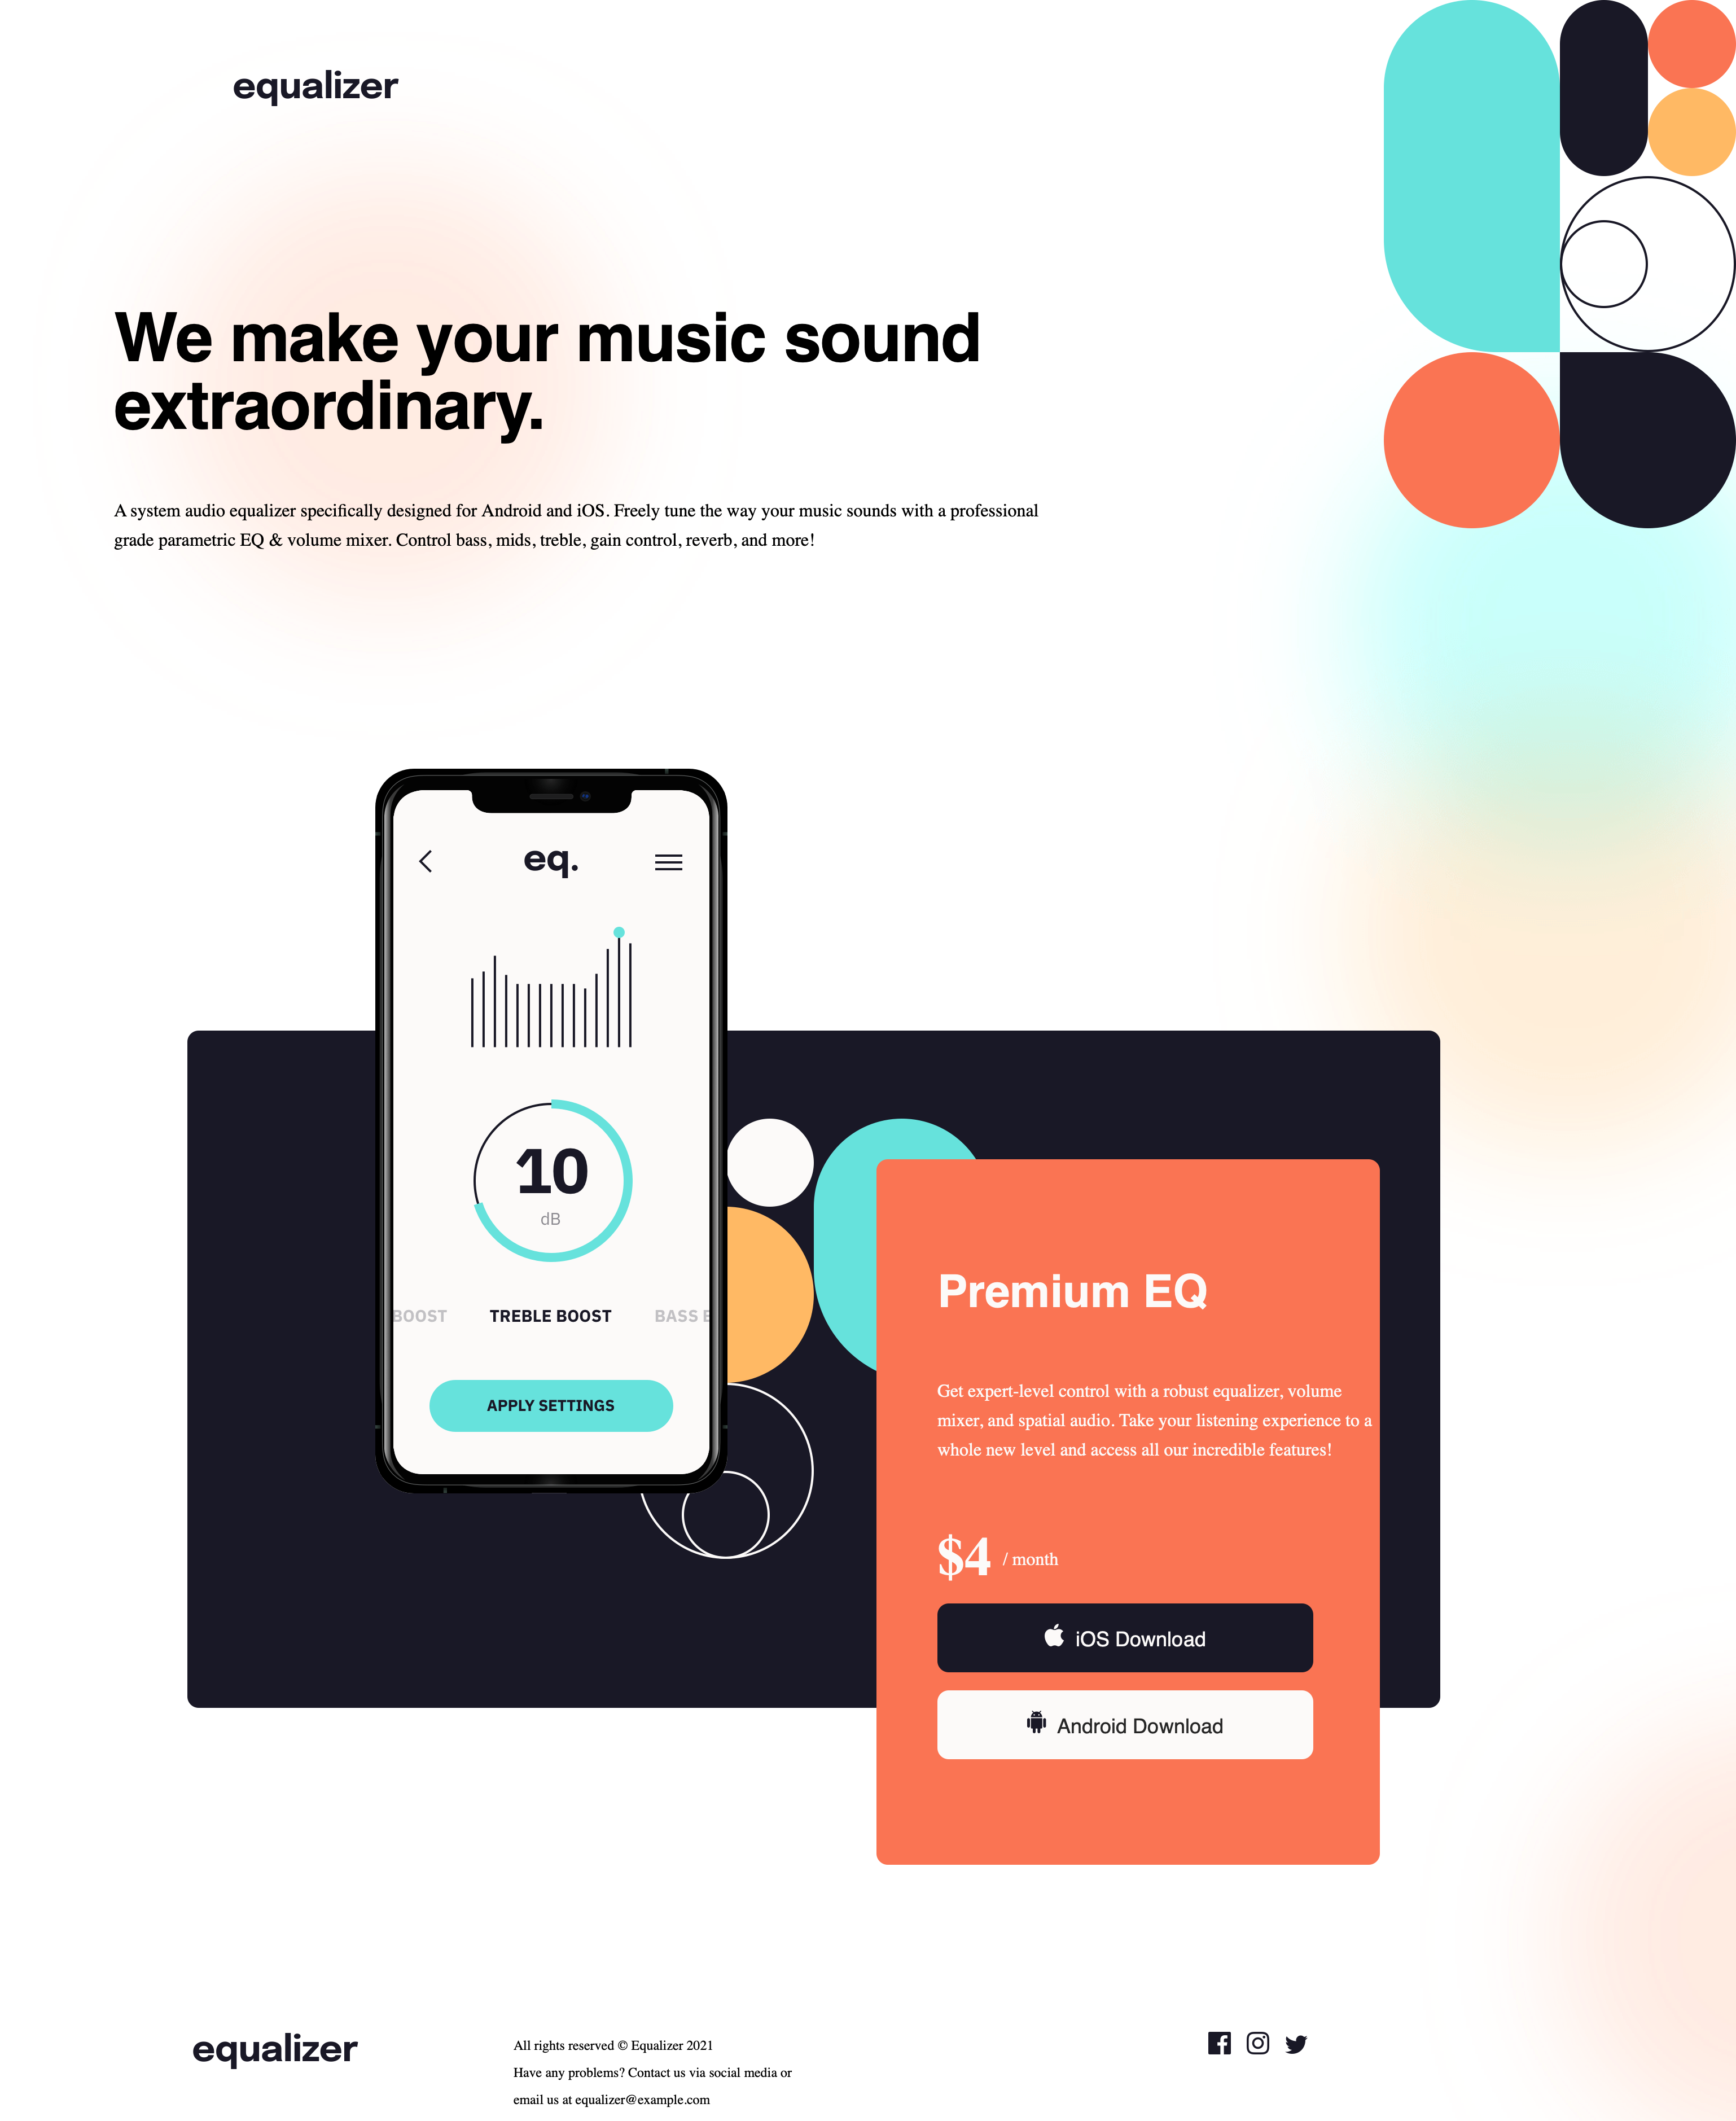 equalizer
We make your music sound
extraordinary.
A system audio equalizer specifically designed for Android and iOS. Freely tune the way your music sounds with a professional
grade parametric EQ & volume mixer. Control bass, mids, treble, gain control, reverb, and more!
eq.
10
dB
BOOST TREBLE BOOST BASS B
APPLY SETTINGS
Premium EQ
Get expert-level control with a robust equalizer, volume
mixer, and spatial audio. Take your listening experience to a
whole new level and access all our incredible features!
$4 / month
iOS Download
Android Download
equalizer
All rights reserved © Equalizer 2021
Have any problems? Contact us via social media or
email us at equalizer@example.com